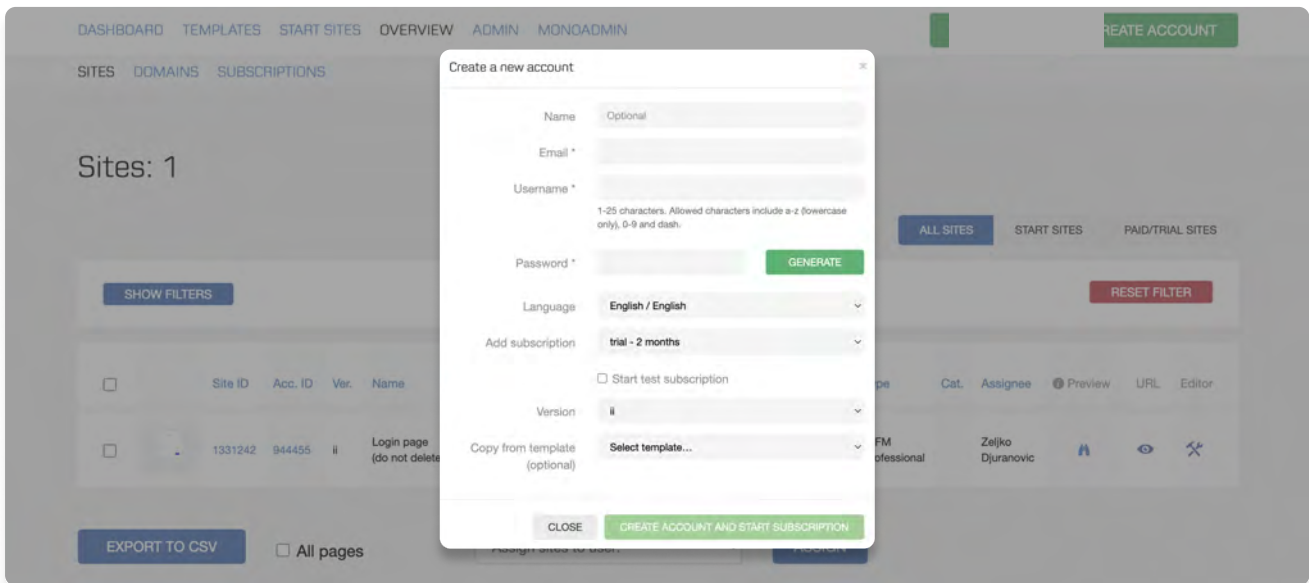 DASHBOARD TEMPLATES START SITES OVERVIEW ADMIN MONOADMIN
REATE ACCOUNT
SITES DOMAINS SUBSCRIPTIONS
Sites: 1
Create a new account ×
Name Optional
Email *
Username *
1-25 characters. Allowed characters include a-z (lowercase
only), 0-9 and dash.
Password * GENERATE
Language English / English
Add subscription trial - 2 months
Start test subscription
Version ii
Copy from template
(optional)
Select template...
CLOSE CREATE ACCOUNT AND START SUBSCRIPTION
ALL SITES START SITES PAID/TRIAL SITES
SHOW FILTERS RESET FILTER
Site ID Acc. ID Ver. Name pe Cat. Assignee Preview URL Editor
1331242 944455 ii Login page
(do not delete
FM
ofessional
Zeljko
Djuranovic
EXPORT TO CSV All pages Assign sites to user: ASSIGN